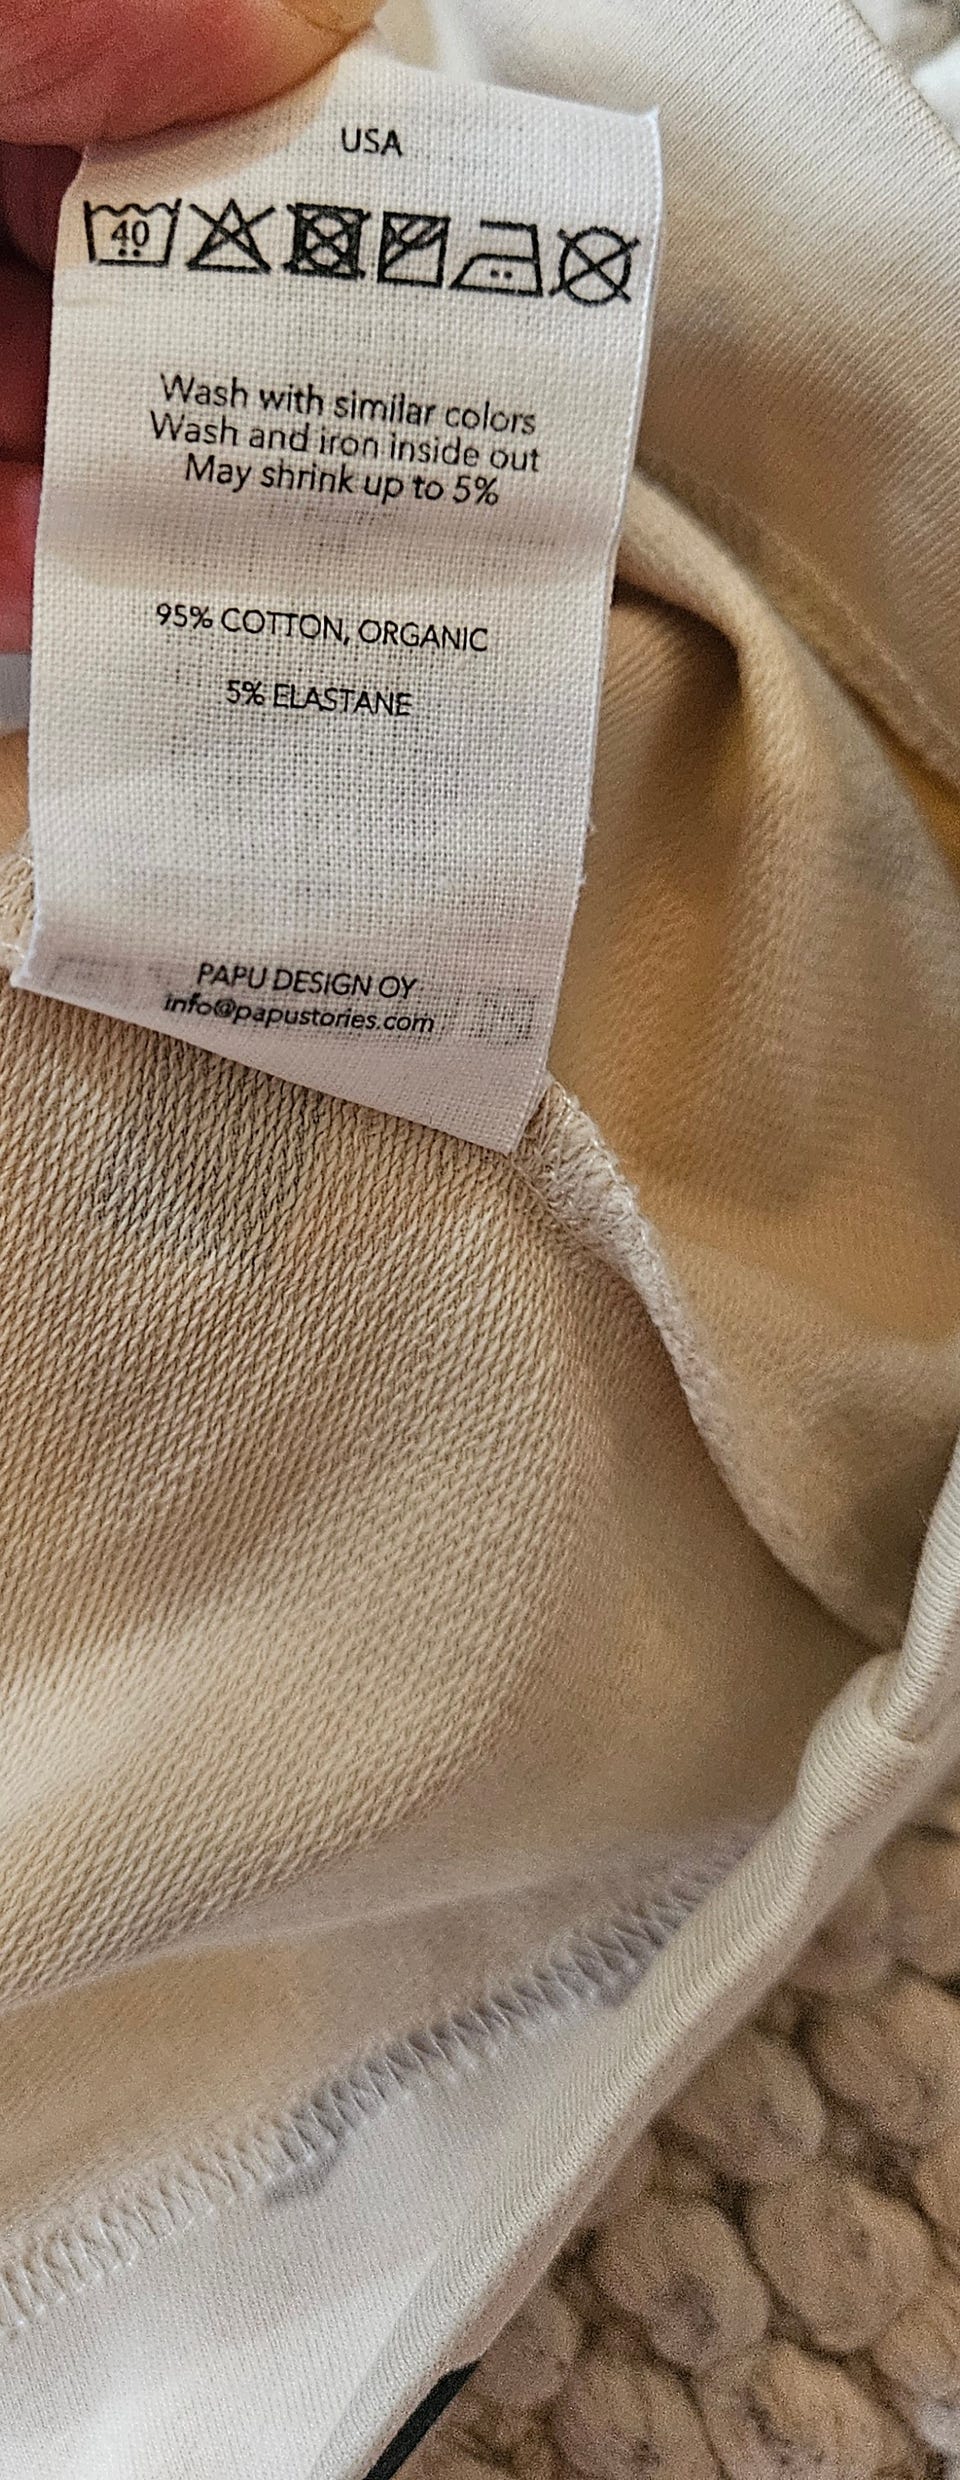 USA
40
Wash with similar colors
Wash and iron inside out
May shrink up to 5%
95% COTTON, ORGANIC
5% ELASTANE
PAPU DESIGN OY
info@papustories.com